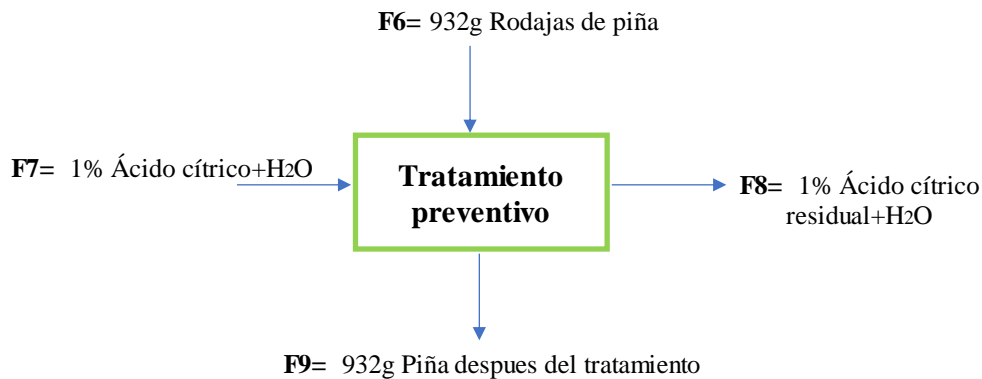 F6= 932g Rodajas de piña
F7= 1% Ácido cítrico+H2O
Tratamiento
preventivo
F8= 1% Ácido cítrico
residual+H2O
F9= 932g Piña despues del tratamiento